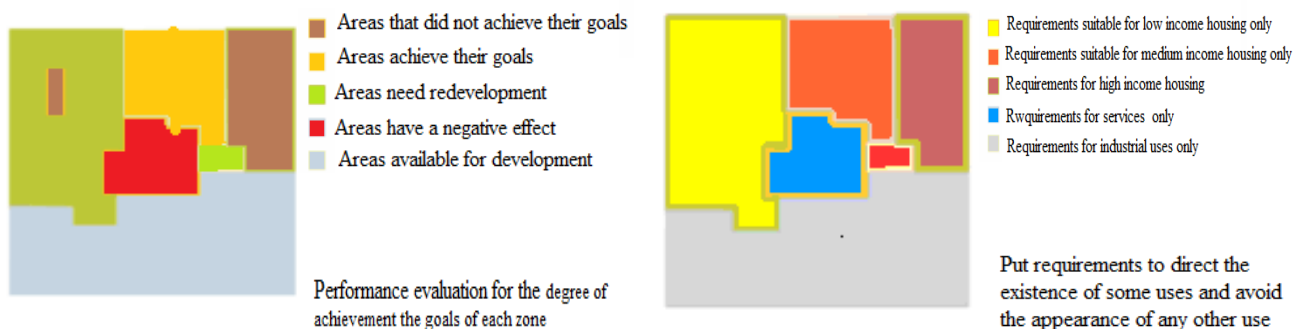 Areas that did not achieve their goals
Areas achieve their goals
Areas need redevelopment
Areas have a negative effect
Areas available for development
Performance evaluation for the degree of
achievement the goals of each zone
Requirements suitable for low income housing only
Requirements suitable for medium income housing only
Requirements for high income housing
Rwquirements for services only
Requirements for industrial uses only
Put requirements to direct the
existence of some uses and avoid
the appearance of any other use